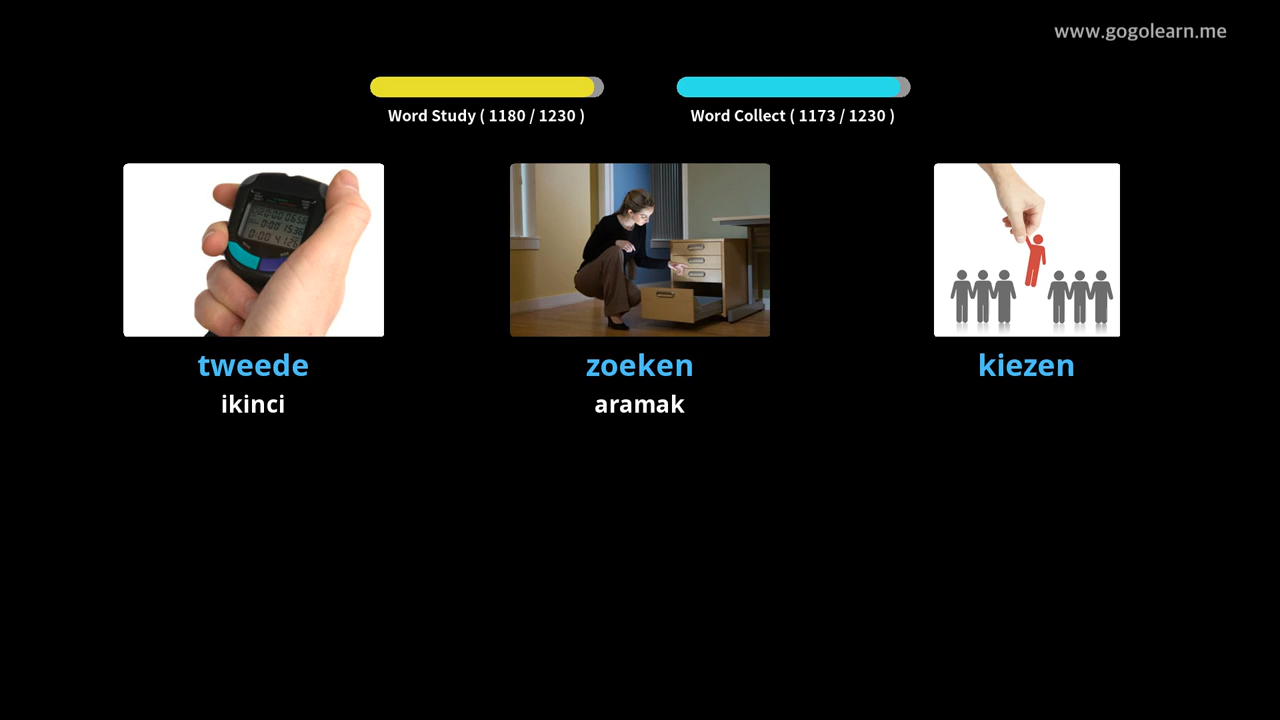 www.gogolearn.me
Word Study ( 1180 / 1230 )
Word Collect ( 1173 / 1230 )
tweede
ikinci
zoeken
aramak
kiezen